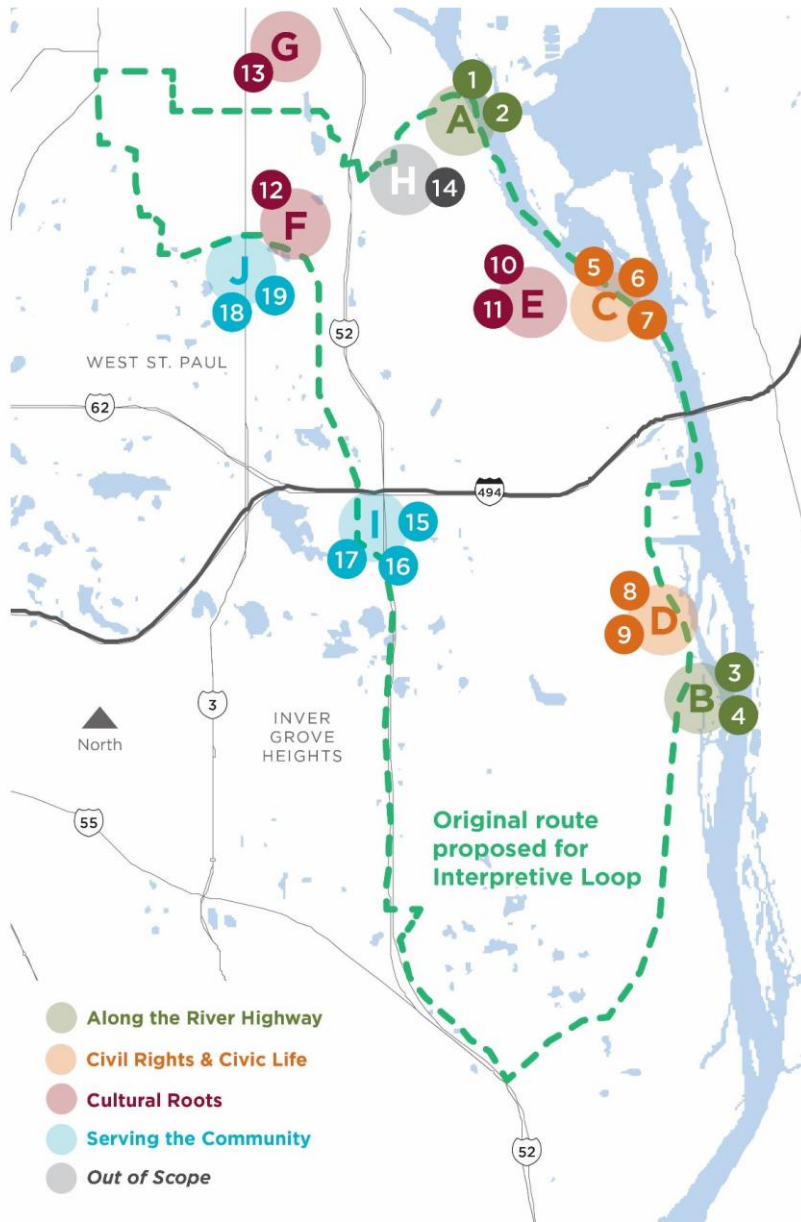 G
13
1
A
2
H
14
12
F
10
5
6
J
E
C
11
7
19
18
52
WEST ST. PAUL
62
494
I
15
17
16
8
D
9
3
B
4
3
INVER
GROVE
HEIGHTS
North
55
Original route
proposed for
Interpretive Loop
Along the River Highway
Civil Rights & Civic Life
Cultural Roots
Serving the Community
Out of Scope
52